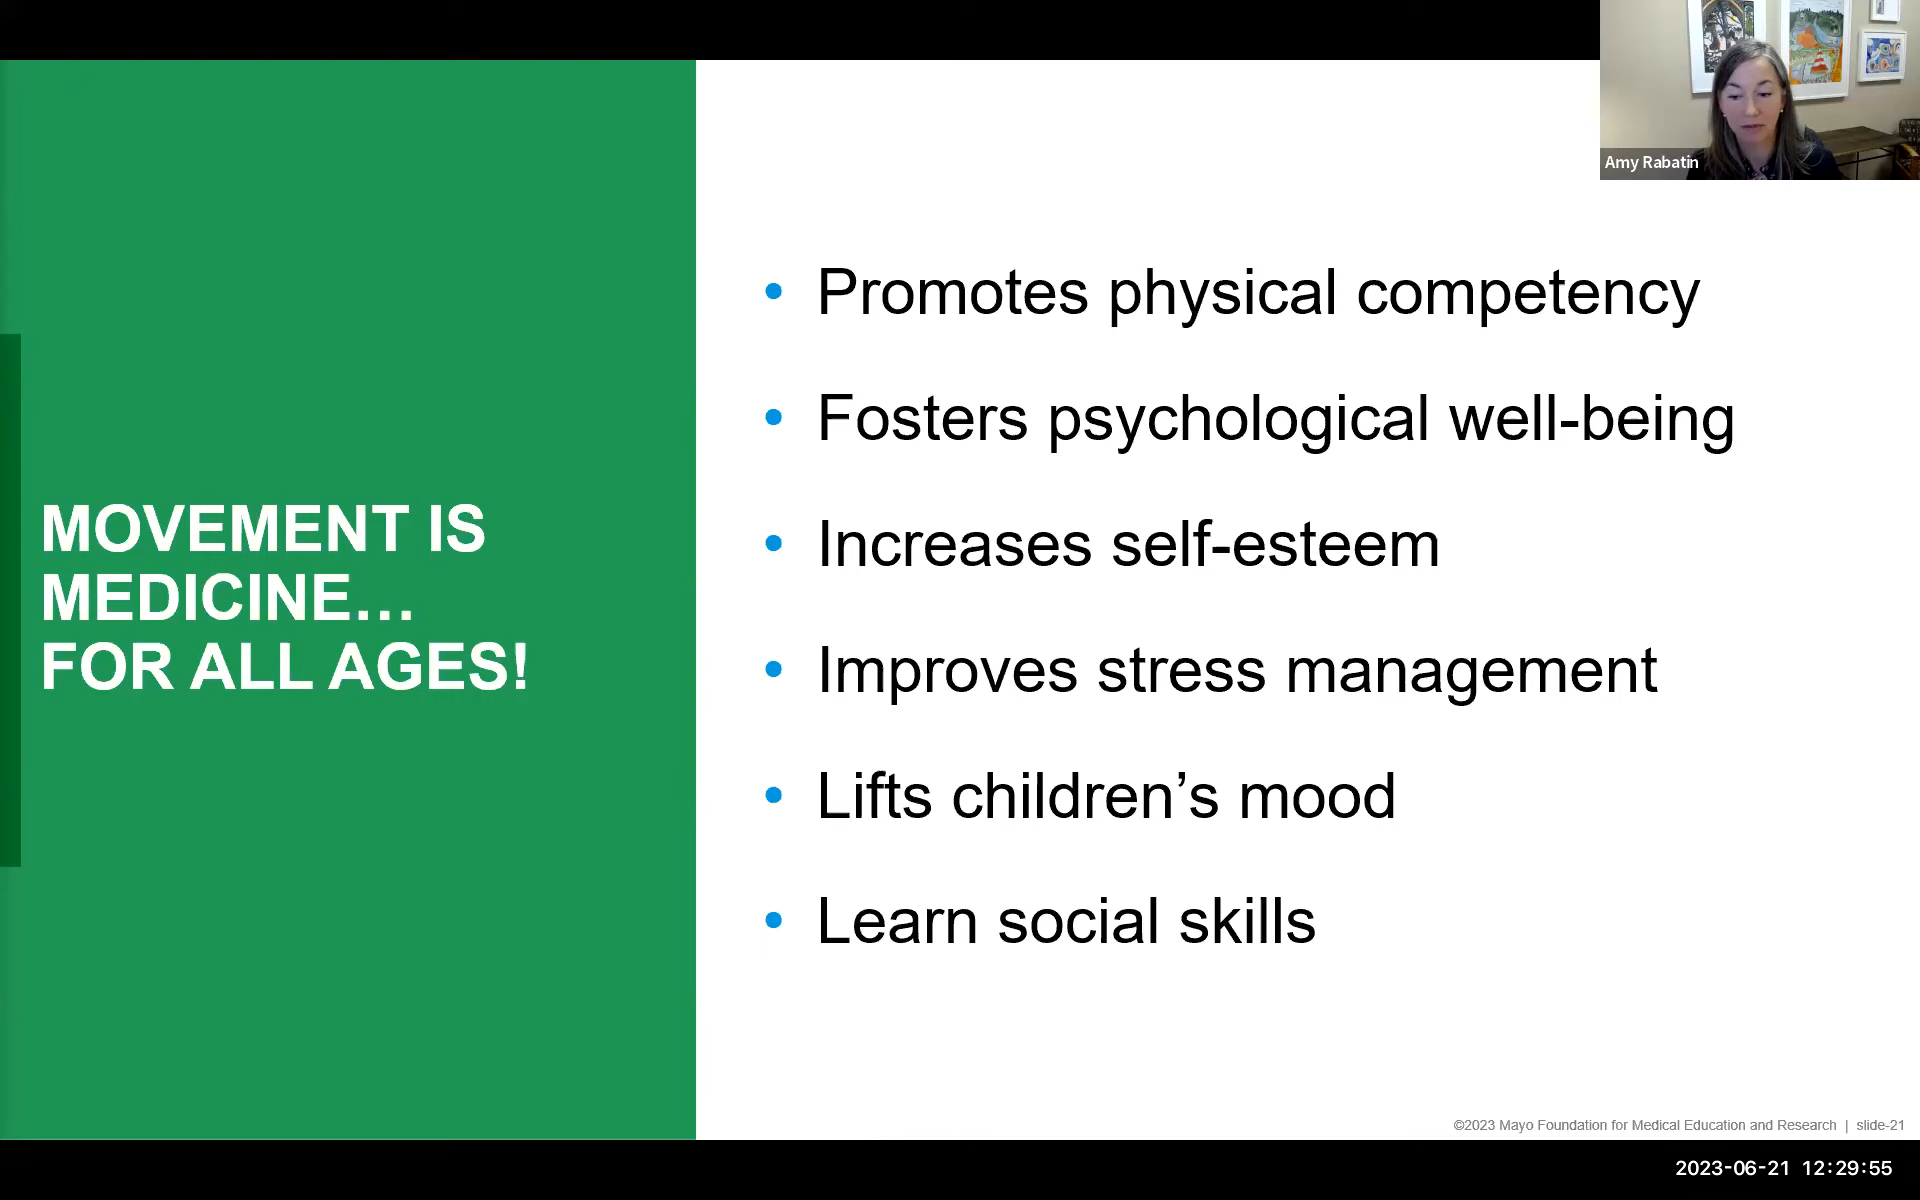 Amy Rabatin
MOVEMENT IS
MEDICINE…
FOR ALL AGES!
• Promotes physical competency
• Fosters psychological well-being
• Increases self-esteem
• Improves stress management
• Lifts children’s mood
• Learn social skills
©2023 Mayo Foundation for Medical Education and Research | slide-21
2023-06-21 12:29:55